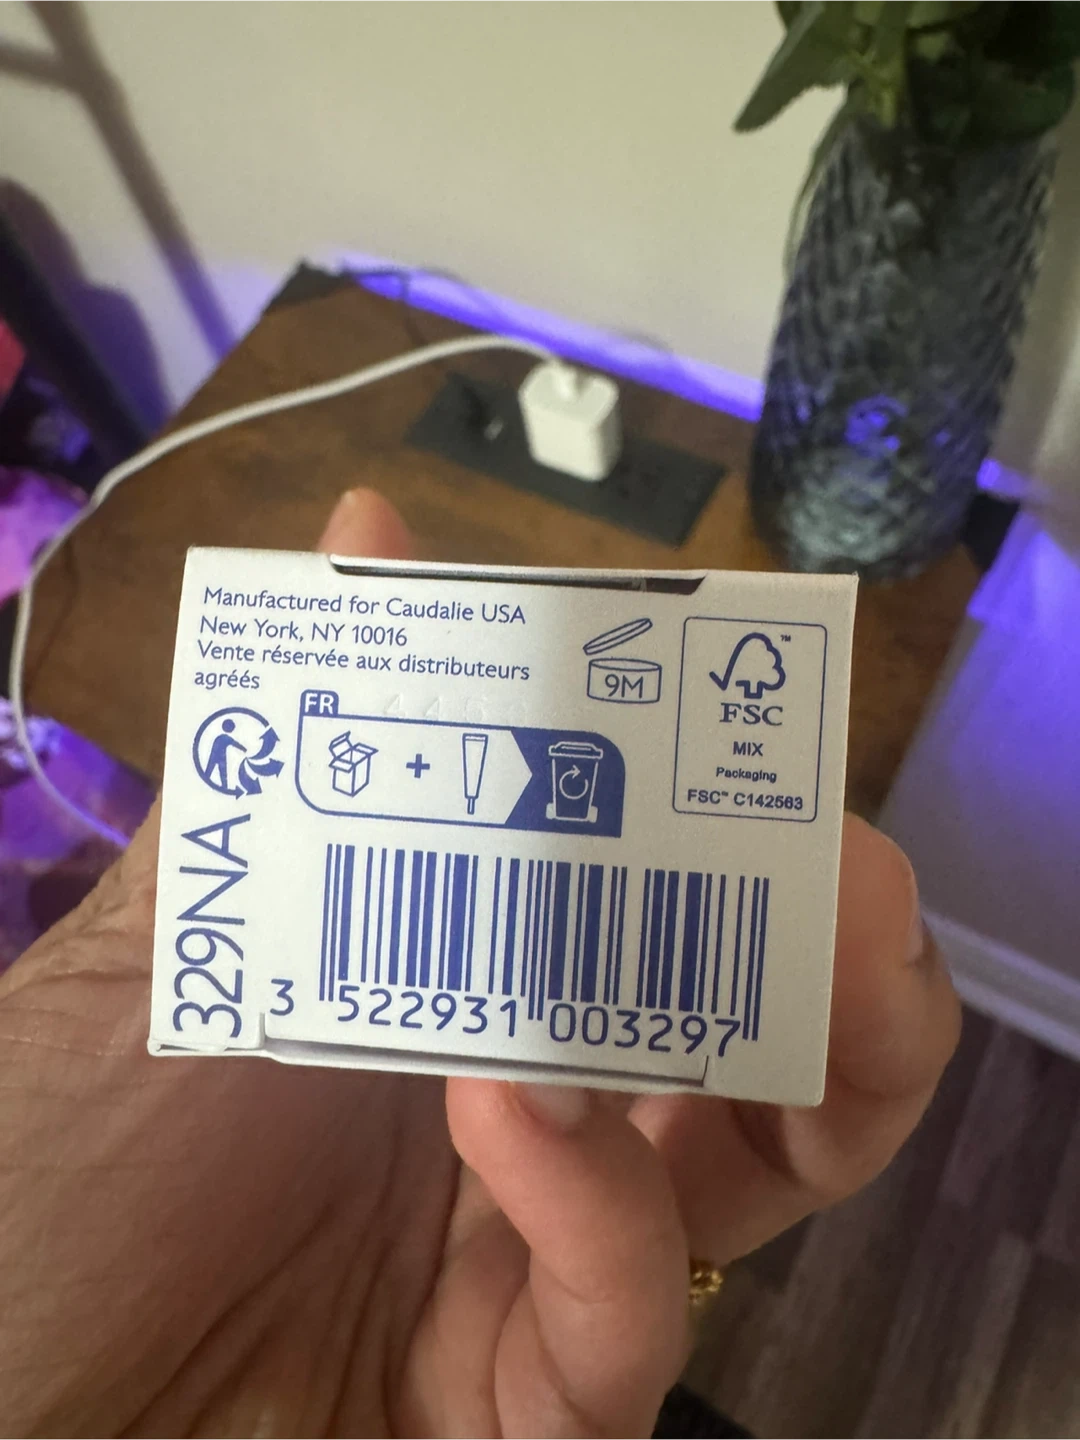 Manufactured for Caudalie USA
New York, NY 10016
Vente réservée aux distributeurs
agréés
9M
™
FSC
MIX
Packaging
FSC™ C142563
FR
+
329NA
3 522931 003297